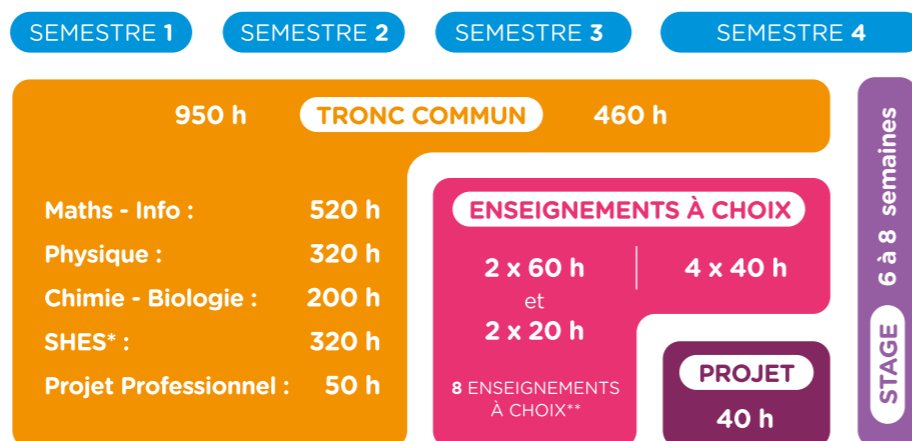 SEMESTRE 1
SEMESTRE 2
SEMESTRE 3
SEMESTRE 4
950 h TRONC COMMUN 460 h
Maths - Info : 520 h
Physique : 320 h
Chimie - Biologie : 200 h
SHES* : 320 h
Projet Professionnel : 50 h
ENSEIGNEMENTS À CHOIX
2 x 60 h
et
2 x 20 h
4 x 40 h
8 ENSEIGNEMENTS
À CHOIX**
PROJET
40 h
STAGE 6 à 8 semaines